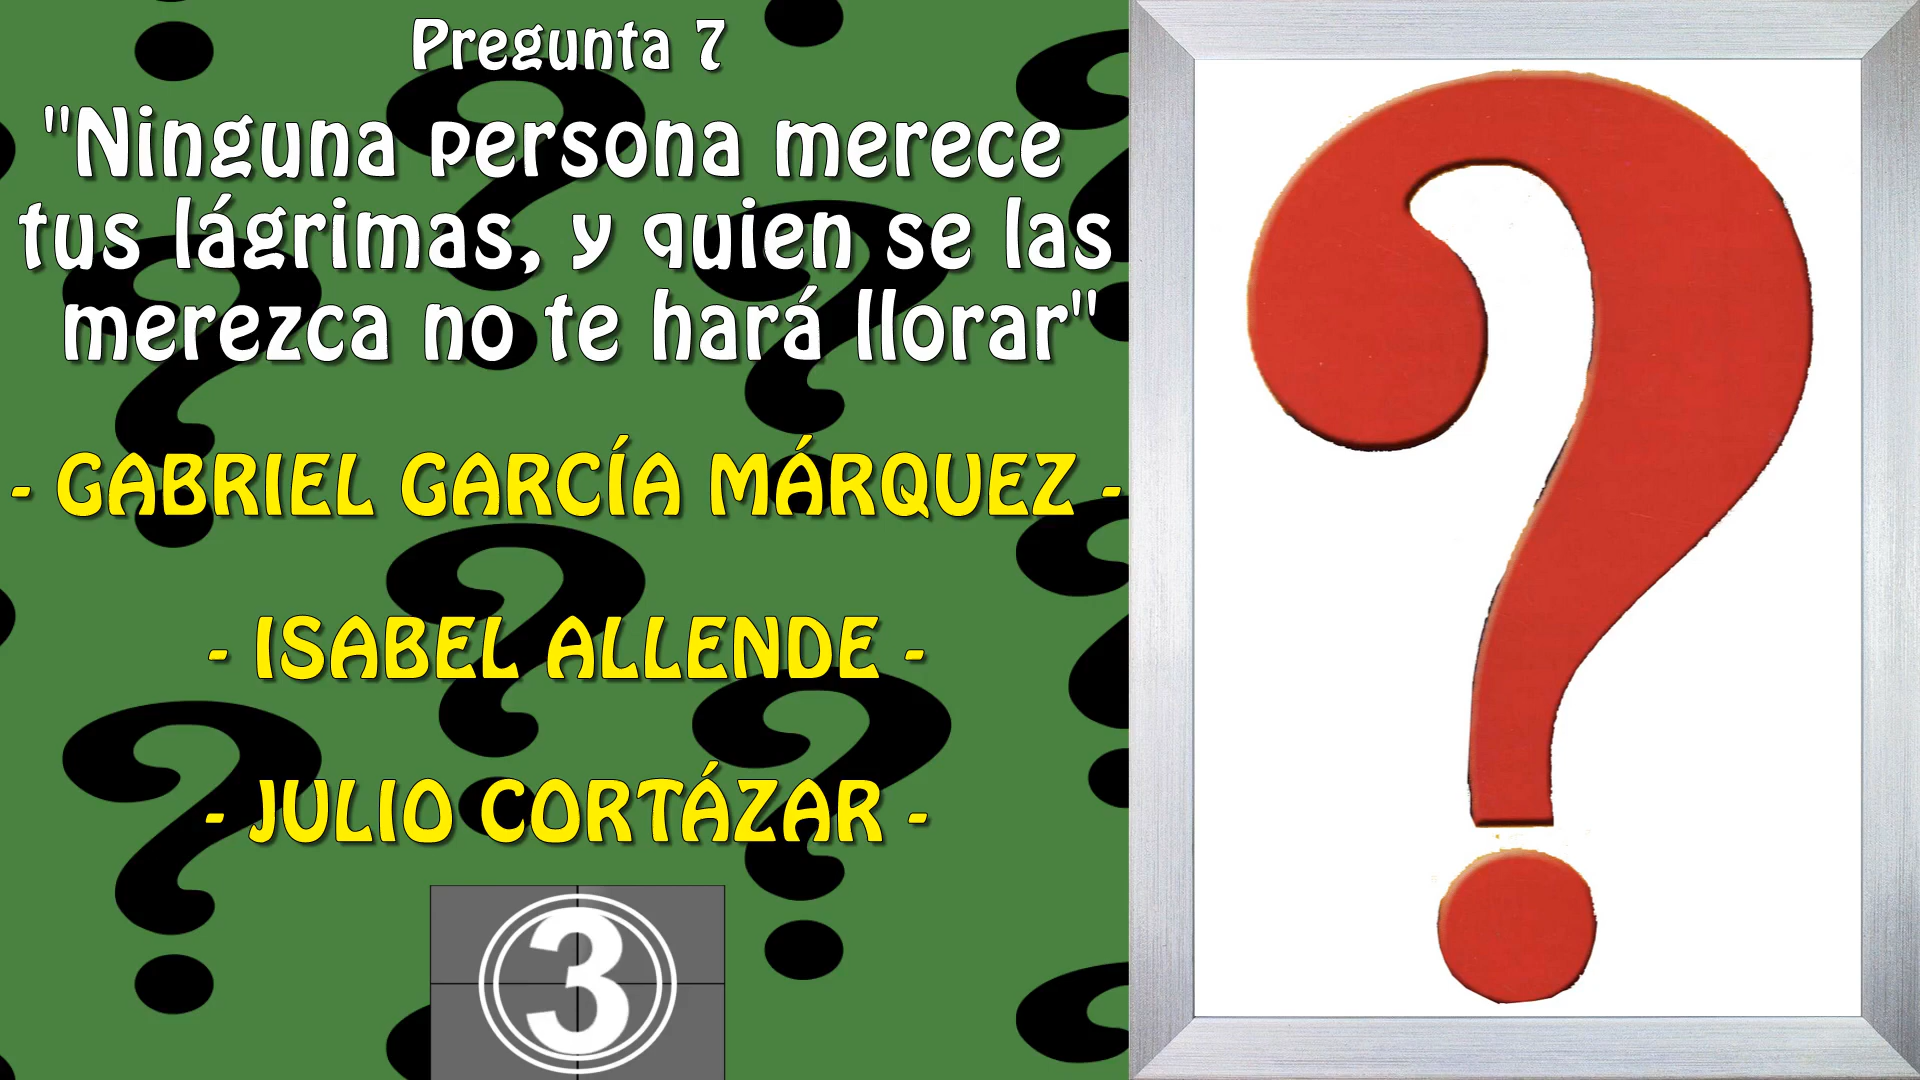 Pregunta 7
"Ninguna persona merece
tus lágrimas, y quien se las
merezca no te hará llorar"
- GABRIEL GARCÍA MÁRQUEZ -
- ISABEL ALLENDE -
- JULIO CORTÁZAR -
3
?